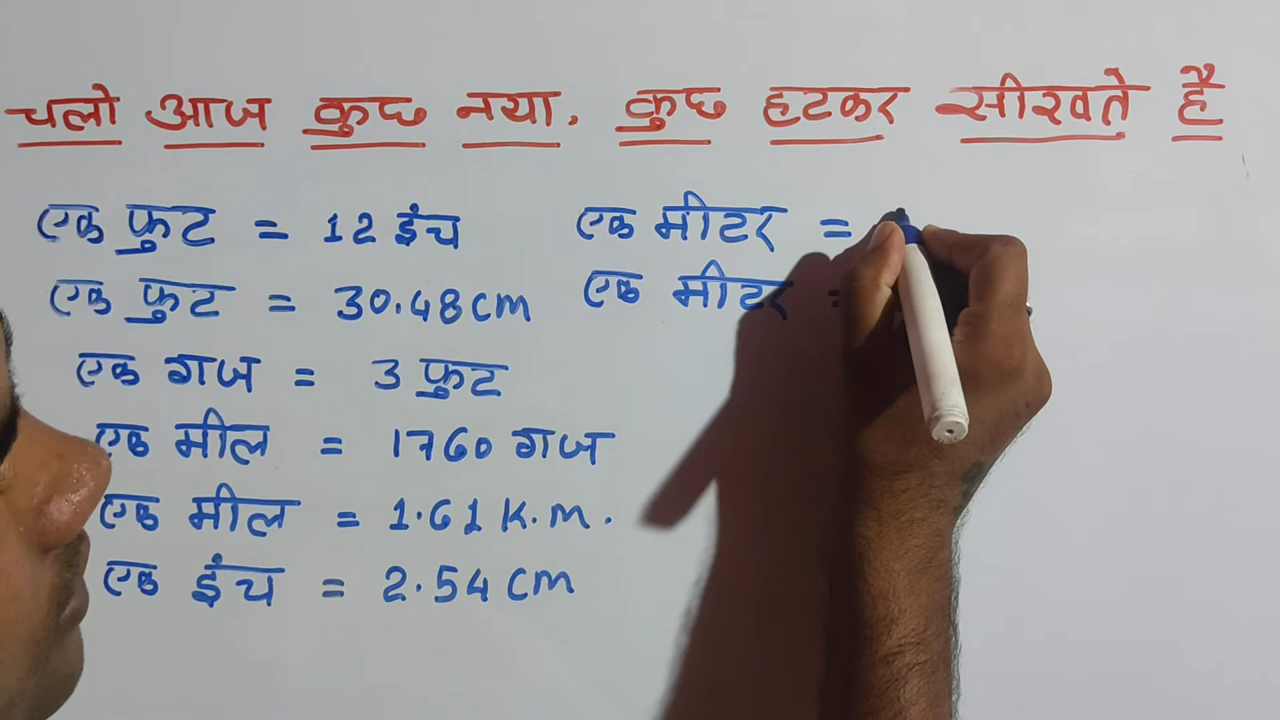 चलो आज कुछ नया, कुछ हटकर सीखते है
एक फुट = 12 इंच
एक फुट = 30.48 cm
एक गज = 3 फुट
एक मील = 1760 गज
एक मील = 1.61 K.m.
एक इंच = 2.54 cm
एक मीटर =
एक मीटर =